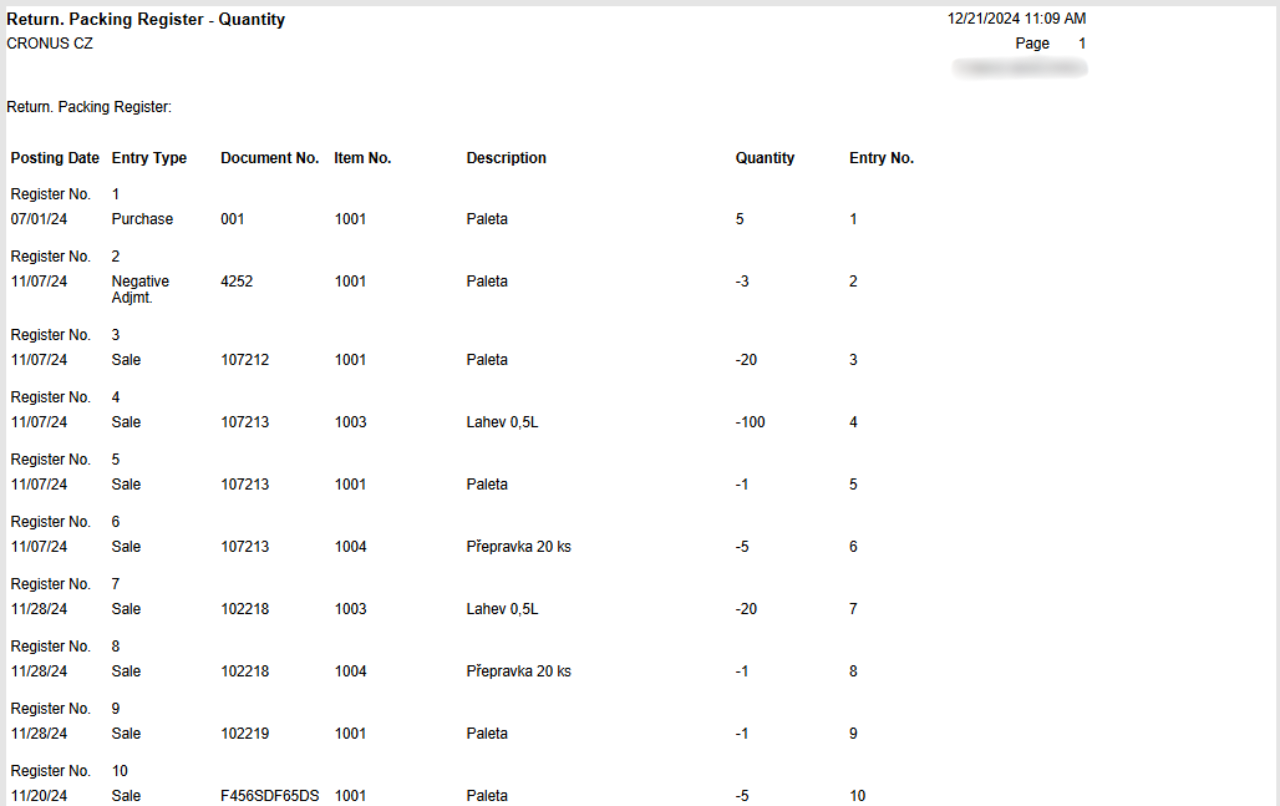 Return. Packing Register - Quantity 12/21/2024 11:09 AM
CRONUS CZ Page 1
Return. Packing Register:
Posting Date Entry Type Document No. Item No. Description Quantity Entry No.
Register No. 1
07/01/24 Purchase 001 1001 Paleta 5 1
Register No. 2
11/07/24 Negative 4252 1001 Paleta -3 2
Adjmt.
Register No. 3
11/07/24 Sale 107212 1001 Paleta -20 3
Register No. 4
11/07/24 Sale 107213 1003 Lahev 0,5L -100 4
Register No. 5
11/07/24 Sale 107213 1001 Paleta -1 5
Register No. 6
11/07/24 Sale 107213 1004 Přepravka 20 ks -5 6
Register No. 7
11/28/24 Sale 102218 1003 Lahev 0,5L -20 7
Register No. 8
11/28/24 Sale 102218 1004 Přepravka 20 ks -1 8
Register No. 9
11/28/24 Sale 102219 1001 Paleta -1 9
Register No. 10
11/20/24 Sale F456SDF65DS 1001 Paleta -5 10